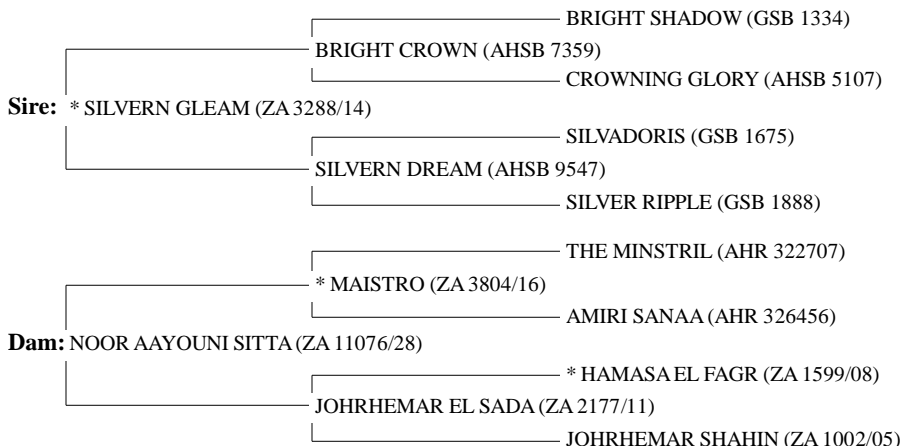 BRIGHT SHADOW (GSB 1334)
BRIGHT CROWN (AHSB 7359)
CROWNING GLORY (AHSB 5107)
Sire: * SILVERN GLEAM (ZA 3288/14)
SILVADORIS (GSB 1675)
SILVERN DREAM (AHSB 9547)
SILVER RIPPLE (GSB 1888)
THE MINSTRIL (AHR 322707)
* MAISTRO (ZA 3804/16)
AMIRI SANAA (AHR 326456)
Dam: NOOR AAYOUNI SITTA (ZA 11076/28)
* HAMASA EL FAGR (ZA 1599/08)
JOHRHEMAR EL SADA (ZA 2177/11)
JOHRHEMAR SHAHIN (ZA 1002/05)